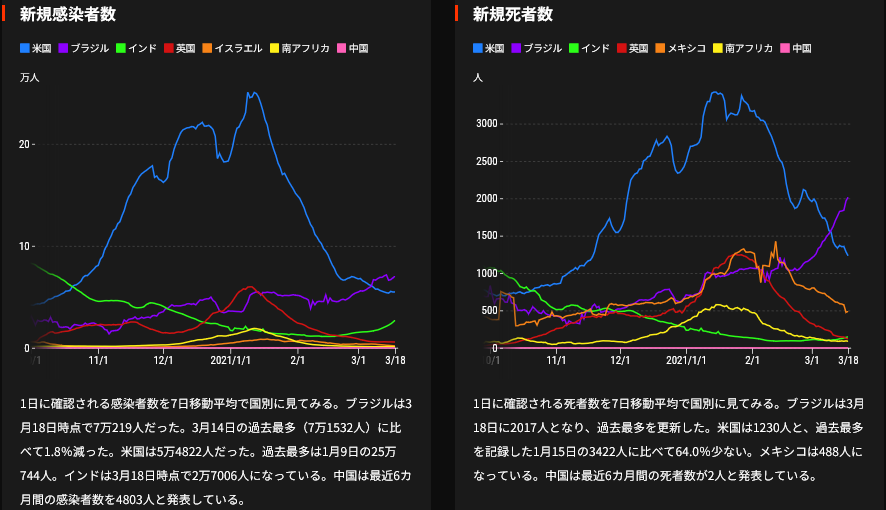 新規感染者数
米国 ブラジル インド 英国 イスラエル 南アフリカ 中国
万人
20
10
0
/1 11/1 12/1 2021/1/1 2/1 3/1 3/18
1日に確認される感染者数を7日移動平均で国別に見てみる。ブラジルは3
月18日時点で7万219人だった。3月14日の過去最多（7万1532人）に比
べて1.8%減った。米国は5万4822人だった。過去最多は1月9日の25万
744人。インドは3月18日時点で2万7006人になっている。中国は最近6カ
月間の感染者数を4803人と発表している。
新規死者数
米国 ブラジル インド 英国 メキシコ 南アフリカ 中国
人
3000
2500
2000
1500
1000
500
0
0/1 11/1 12/1 2021/1/1 2/1 3/1 3/18
1日に確認される死者数を7日移動平均で国別に見てみる。ブラジルは3月
18日に2017人となり、過去最多を更新した。米国は1230人と、過去最多
を記録した1月15日の3422人に比べて64.0%少ない。メキシコは488人に
なっている。中国は最近6カ月間の死者数が2人と発表している。